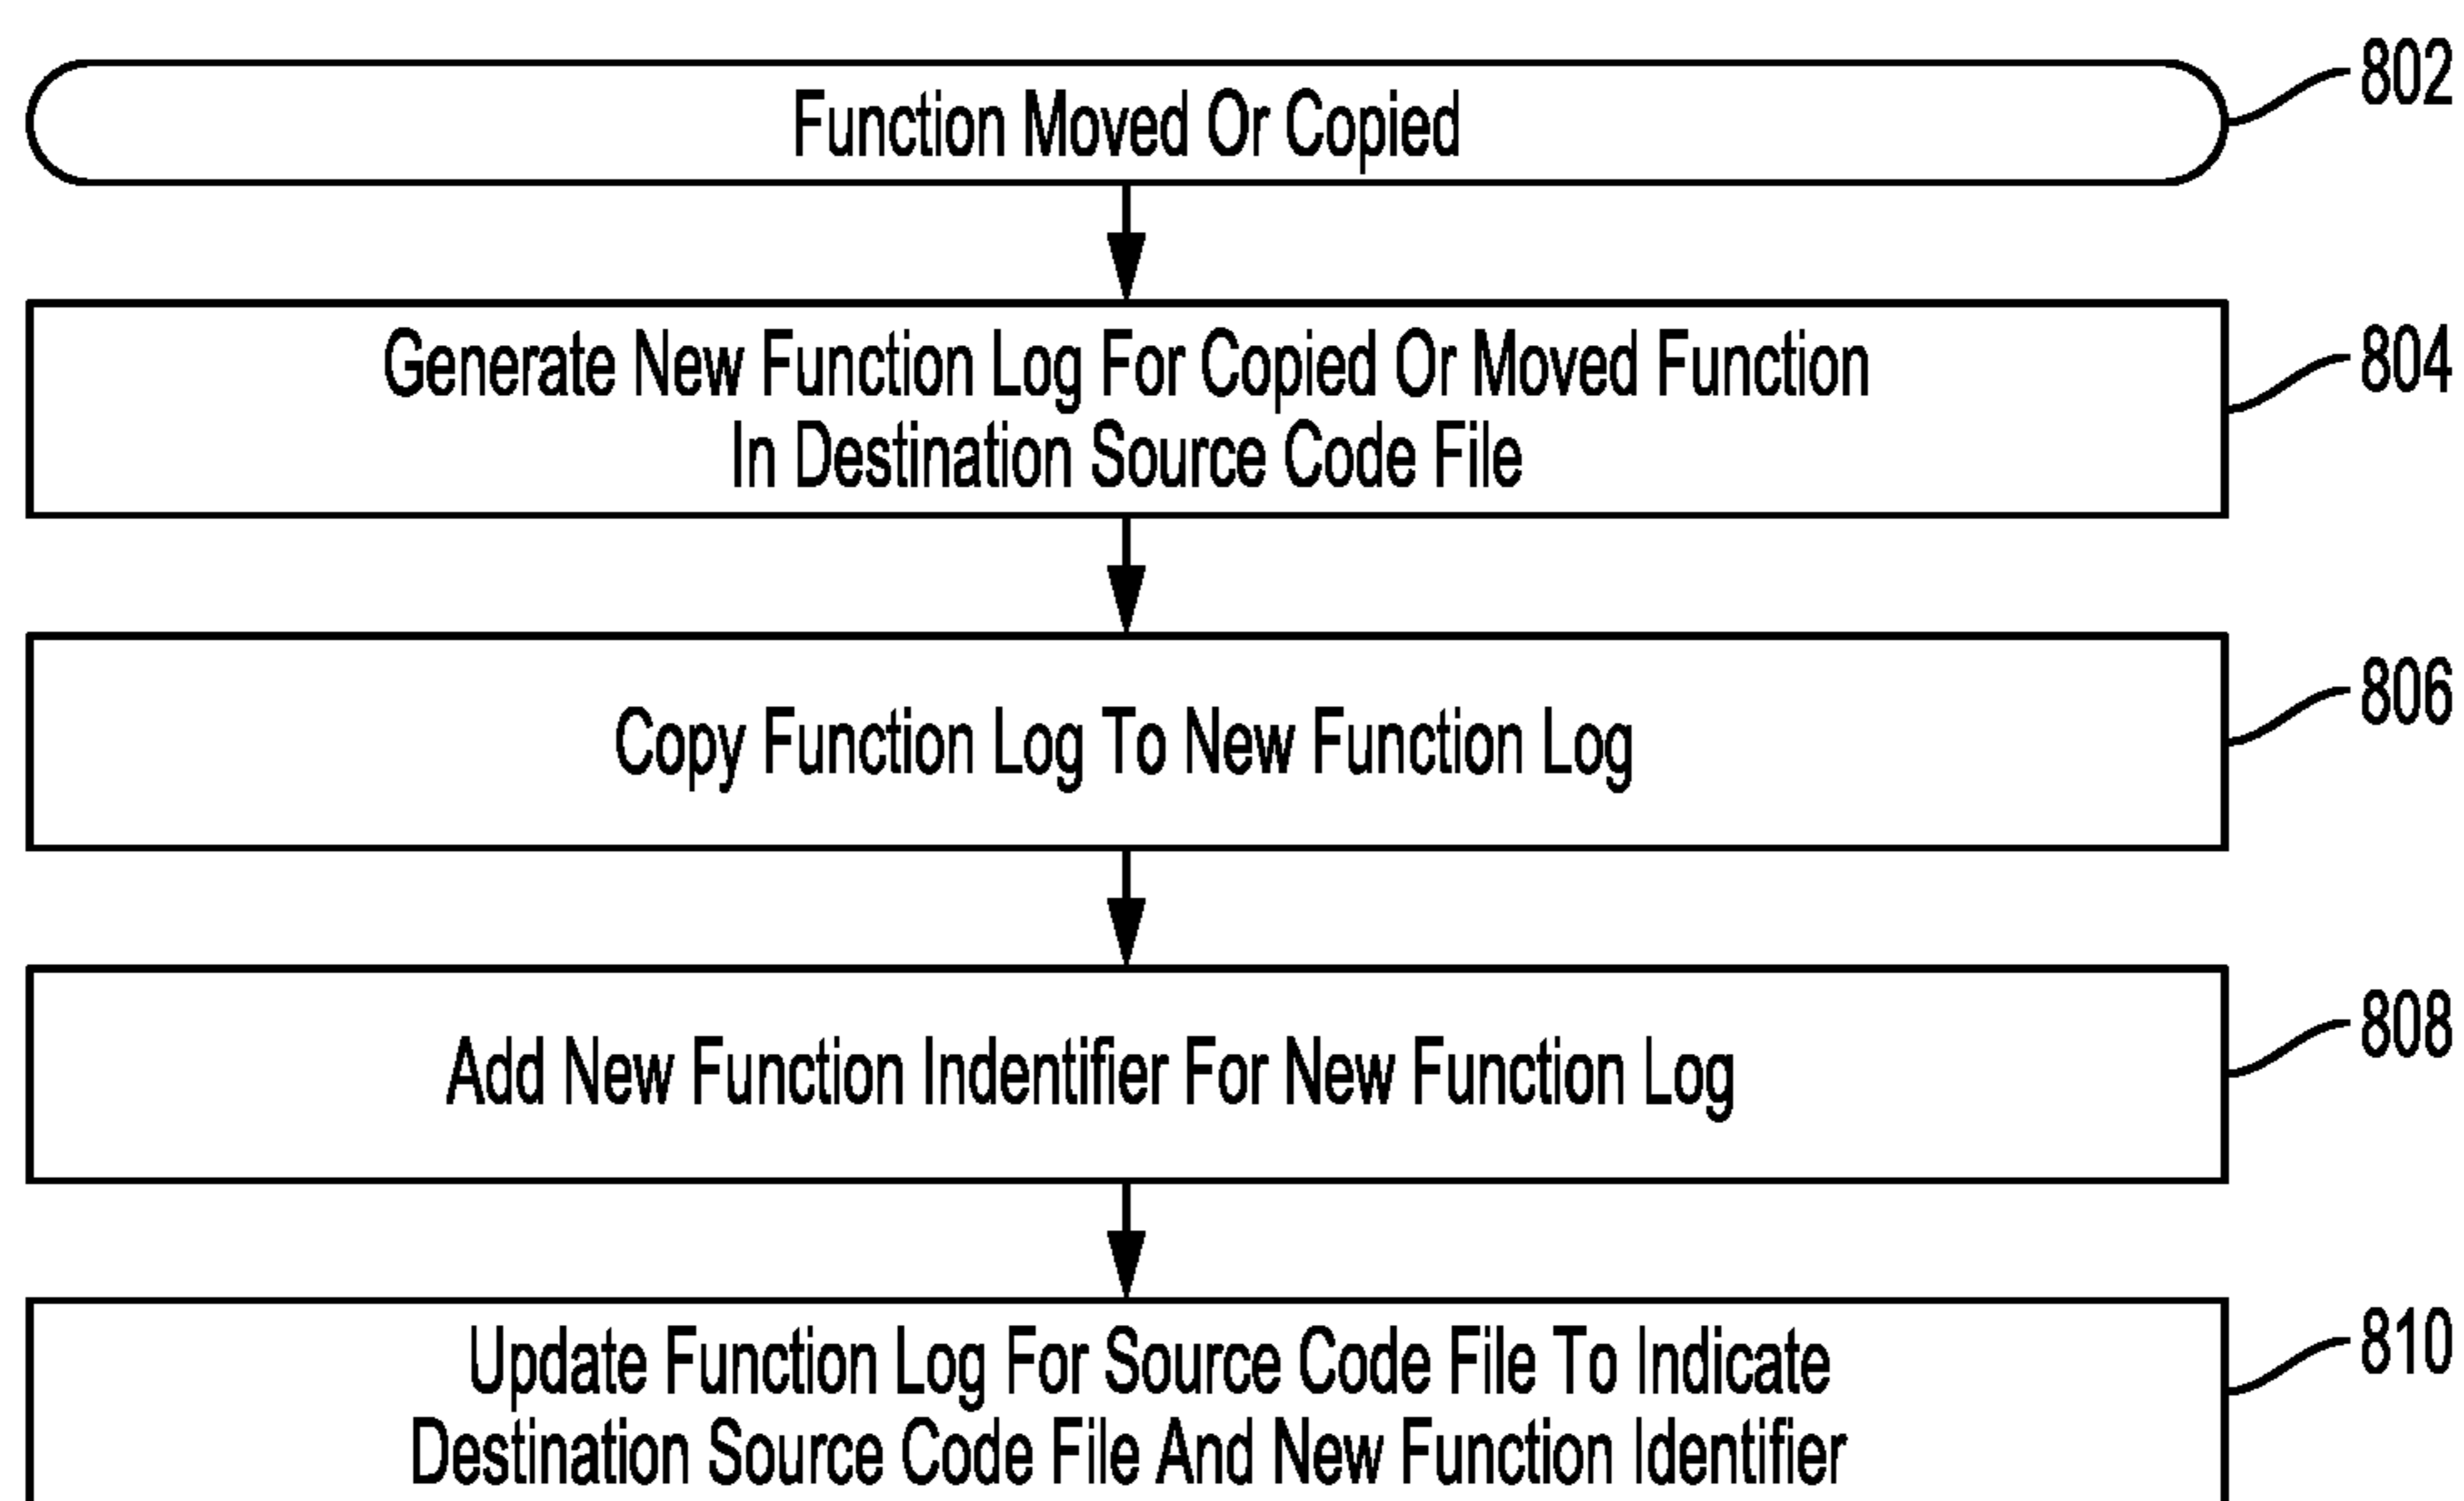 802
Function Moved Or Copied
804
Generate New Function Log For Copied Or Moved Function
In Destination Source Code File
806
Copy Function Log To New Function Log
808
Add New Function Indentifier For New Function Log
810
Update Function Log For Source Code File To Indicate
Destination Source Code File And New Function Identifier